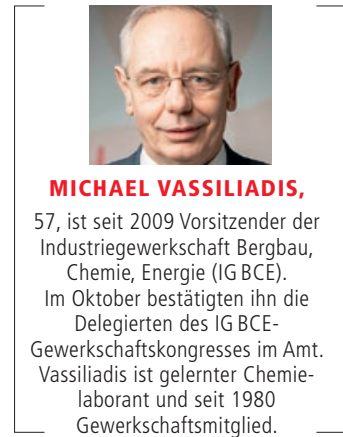 MICHAEL VASSILIADIS,
57, ist seit 2009 Vorsitzender der
Industriegewerkschaft Bergbau,
Chemie, Energie (IG BCE).
Im Oktober bestätigten ihn die
Delegierten des IG BCE-
Gewerkschaftskongresses im Amt.
Vassiliadis ist gelernter Chemie-
laborant und seit 1980
Gewerkschaftsmitglied.